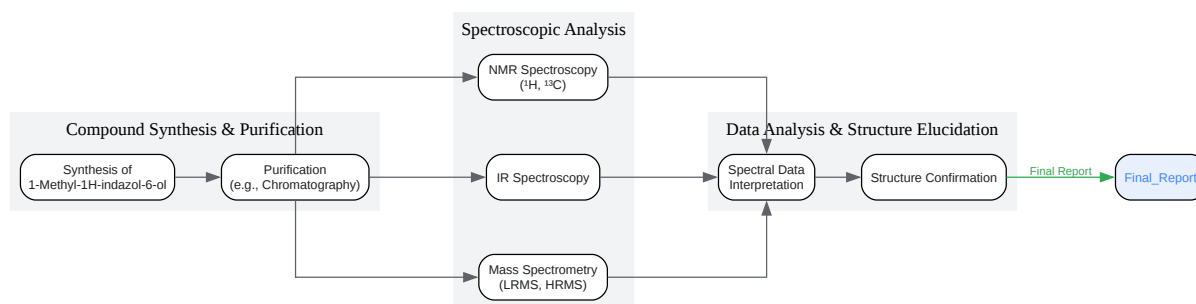 Spectroscopic Analysis
NMR Spectroscopy
(¹H, ¹³C)
Compound Synthesis & Purification
Data Analysis & Structure Elucidation
Synthesis of
1-Methyl-1H-indazol-6-ol
Purification
(e.g., Chromatography)
IR Spectroscopy
Spectral Data
Interpretation
Structure Confirmation
Final Report
Final_Report
Mass Spectrometry
(LRMS, HRMS)